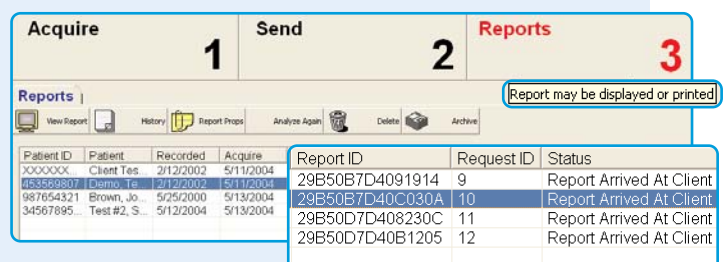 Acquire 1 Send 2 Reports 3
Reports
Report may be displayed or printed
View Report History Report Props Analyze Again Delete Archive
Patient ID Patient Recorded Acquire
XXXXXX... Client Tes... 2/12/2002 5/11/2004
453569807 Demo, Te... 2/12/2002 5/11/2004
987654321 Brown, Jo... 5/25/2000 5/13/2004
34567895... Test #2, S... 5/12/2004 5/13/2004
Report ID Request ID Status
29B50B7D4091914 9 Report Arrived At Client
29B50B7D40C030A 10 Report Arrived At Client
29B50D7D408230C 11 Report Arrived At Client
29B50D7D40B1205 12 Report Arrived At Client